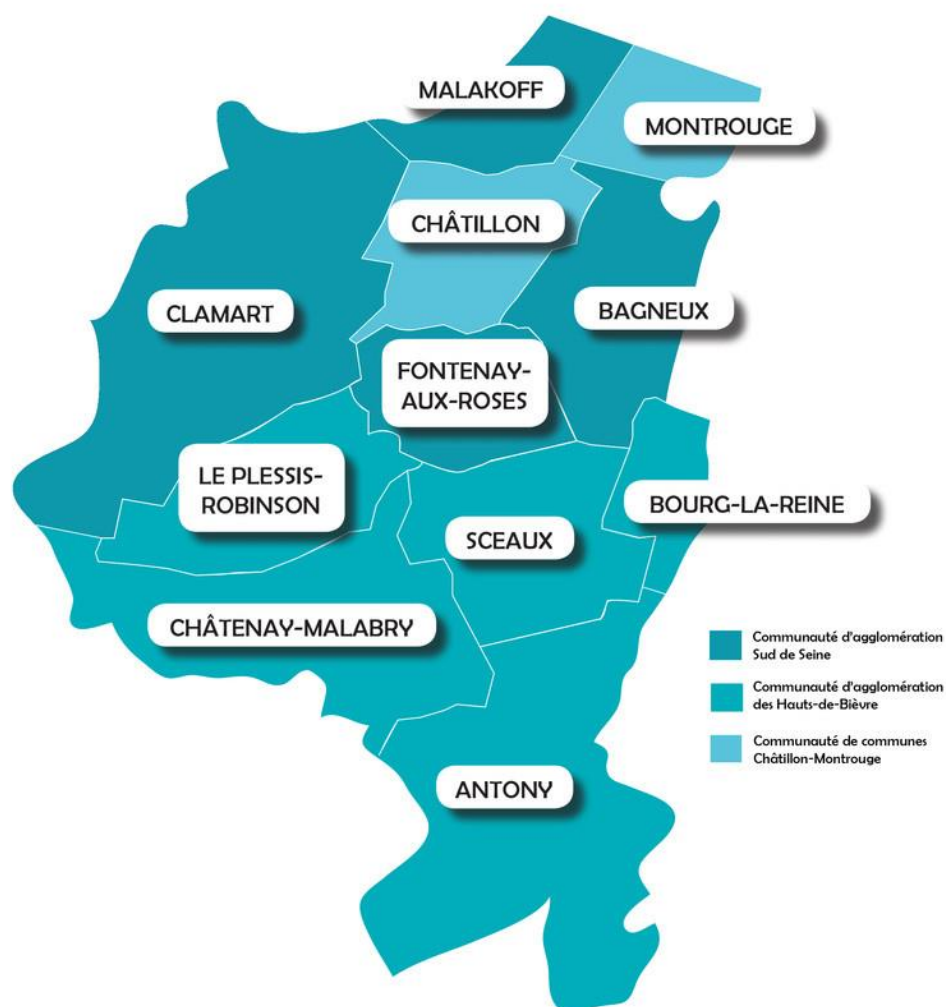 MALAKOFF
MONTROUGE
CHÂTILLON
CLAMART
BAGNEUX
FONTENAY-
AUX-ROSES
LE PLESSIS-
ROBINSON
BOURG-LA-REINE
SCEAUX
CHÂTENAY-MALABRY
ANTONY
Communauté d'agglomération
Sud de Seine
Communauté d'agglomération
des Hauts-de-Bièvre
Communauté de communes
Châtillon-Montrouge